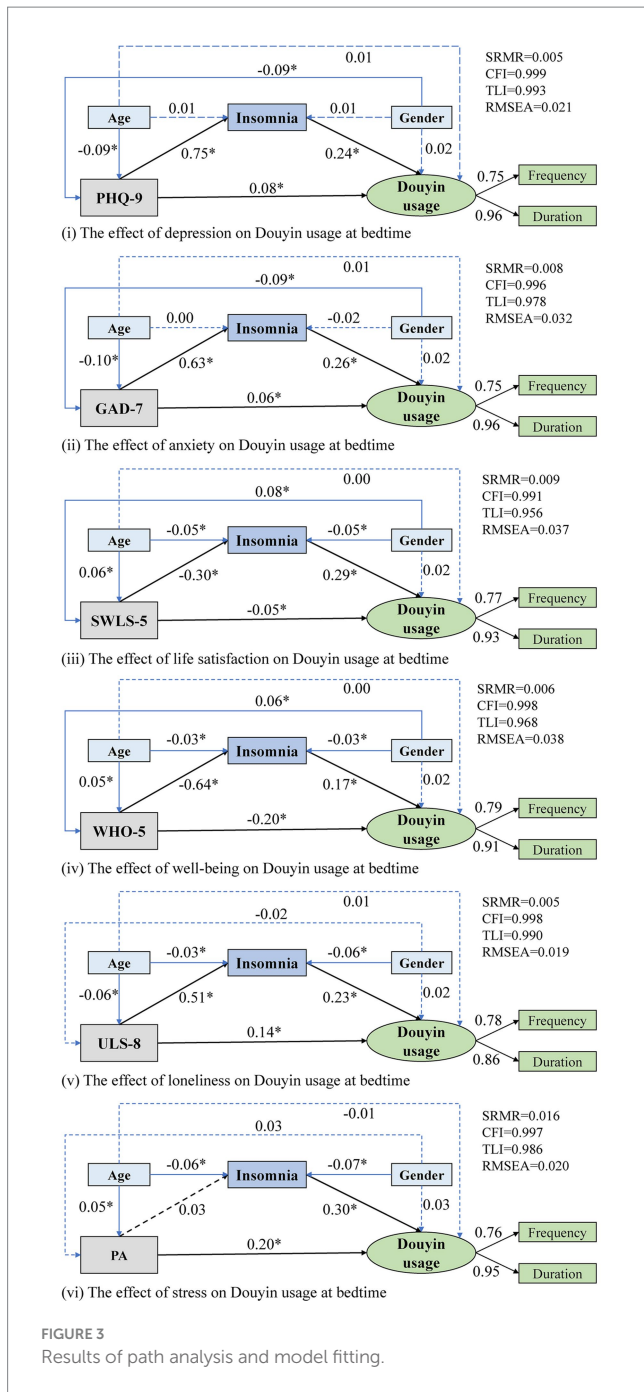 0.01
SRMR=0.005
CFI=0.999
TLI=0.993
RMSEA=0.021
-0.09*
Age
0.01
Insomnia
0.01
Gender
-0.09*
0.75*
0.24*
0.02
PHQ-9
0.08*
Douyin
usage
0.75
Frequency
0.96
Duration
(i) The effect of depression on Douyin usage at bedtime
0.01
SRMR=0.008
CFI=0.996
TLI=0.978
RMSEA=0.032
-0.09*
Age
0.00
Insomnia
-0.02
Gender
-0.10*
0.63*
0.26*
0.02
GAD-7
0.06*
Douyin
usage
0.75
Frequency
0.96
Duration
(ii) The effect of anxiety on Douyin usage at bedtime
0.00
SRMR=0.009
CFI=0.991
TLI=0.956
RMSEA=0.037
0.08*
Age
-0.05*
Insomnia
-0.05*
Gender
0.06*
-0.30*
0.29*
0.02
SWLS-5
-0.05*
Douyin
usage
0.77
Frequency
0.93
Duration
(iii) The effect of life satisfaction on Douyin usage at bedtime
0.00
SRMR=0.006
CFI=0.998
TLI=0.968
RMSEA=0.038
0.06*
Age
-0.03*
Insomnia
-0.03*
Gender
0.05*
-0.64*
0.17*
0.02
WHO-5
-0.20*
Douyin
usage
0.79
Frequency
0.91
Duration
(iv) The effect of well-being on Douyin usage at bedtime
0.01
SRMR=0.005
CFI=0.998
TLI=0.990
RMSEA=0.019
-0.02
Age
-0.03*
Insomnia
-0.06*
Gender
-0.06*
0.51*
0.23*
0.02
ULS-8
0.14*
Douyin
usage
0.78
Frequency
0.86
Duration
(v) The effect of loneliness on Douyin usage at bedtime
-0.01
SRMR=0.016
CFI=0.997
TLI=0.986
RMSEA=0.020
0.03
Age
-0.06*
Insomnia
-0.07*
Gender
0.05*
0.03
0.30*
0.03
PA
0.20*
Douyin
usage
0.76
Frequency
0.95
Duration
(vi) The effect of stress on Douyin usage at bedtime
FIGURE 3
Results of path analysis and model fitting.